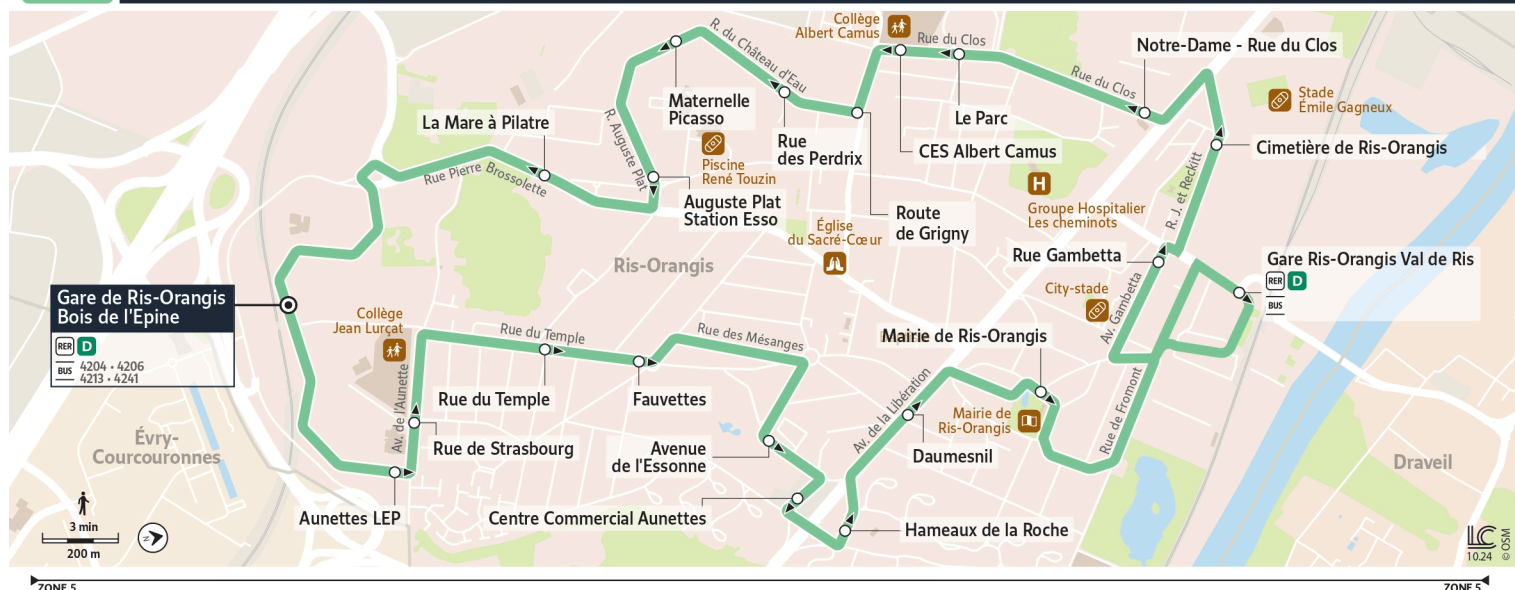 Collège
Albert Camus
Rue du Clos
R. du Château d'Eau
Notre-Dame - Rue du Clos
Rue du Clos
Stade
Émile Gagneux
Maternelle
Picasso
Le Parc
La Mare à Pilatre
R. Auguste Plat
Rue
des Perdrix
CES Albert Camus
Cimetière de Ris-Orangis
Piscine
René Touzin
Rue Pierre Brossolette
H
R. J. et Reckitt
Auguste Plat
Station Esso
Groupe Hospitalier
Les cheminots
Route
de Grigny
Église
du Sacré-Cœur
Rue Gambetta
Gare Ris-Orangis Val de Ris
RER D
BUS
Ris-Orangis
Gare de Ris-Orangis
Bois de l'Epine
RER D
BUS
4204 • 4206
4213 • 4241
City-stade
Av. Gambetta
Collège
Jean Lurçat
Rue du Temple
Rue des Mésanges
Mairie de Ris-Orangis
Av. de l'Aunette
Rue du Temple
Fauvettes
Av. de la Libération
Mairie de
Ris-Orangis
Rue de Fromont
Évry-
Courcouronnes
Rue de Strasbourg
Avenue
de l'Essonne
Daumesnil
Draveil
Aunettes LEP
Centre Commercial Aunettes
Hameaux de la Roche
3 min
200 m
N
LC
10.24
© OSM
ZONE 5
ZONE 5